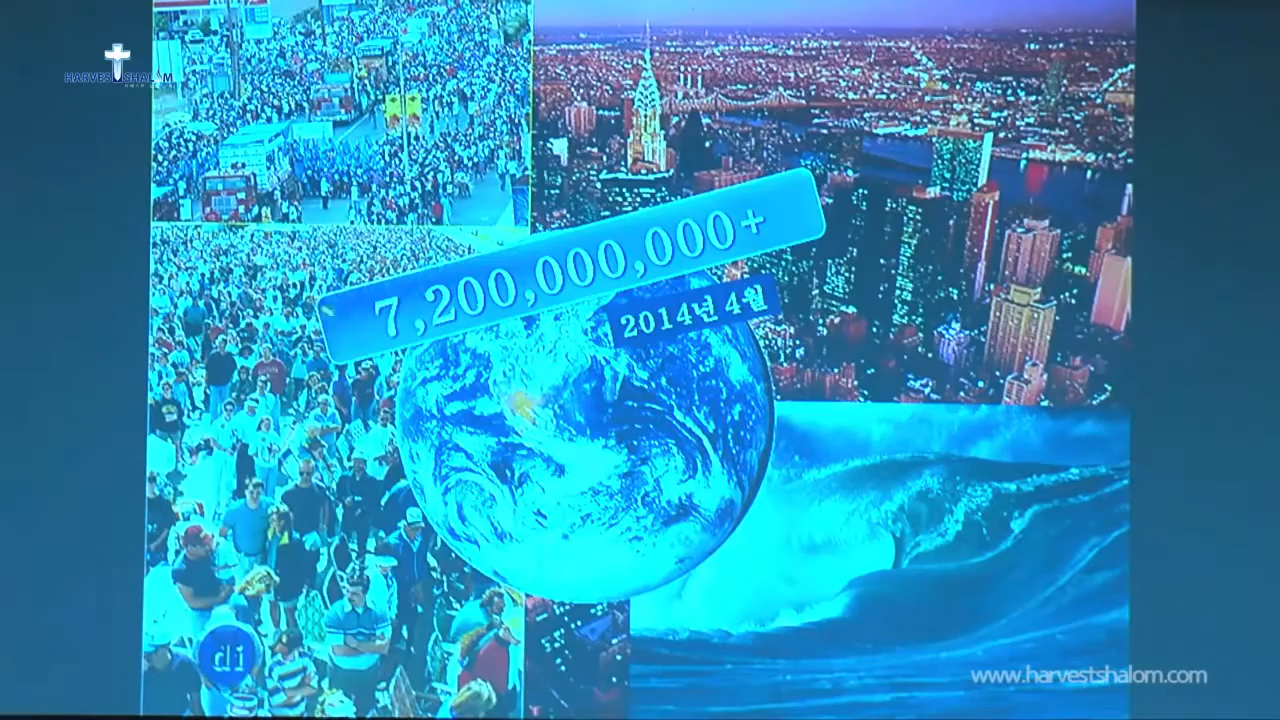 HARVEST SHALOM
7,200,000,000+
2014년 4월
di
www.harvestshalom.com